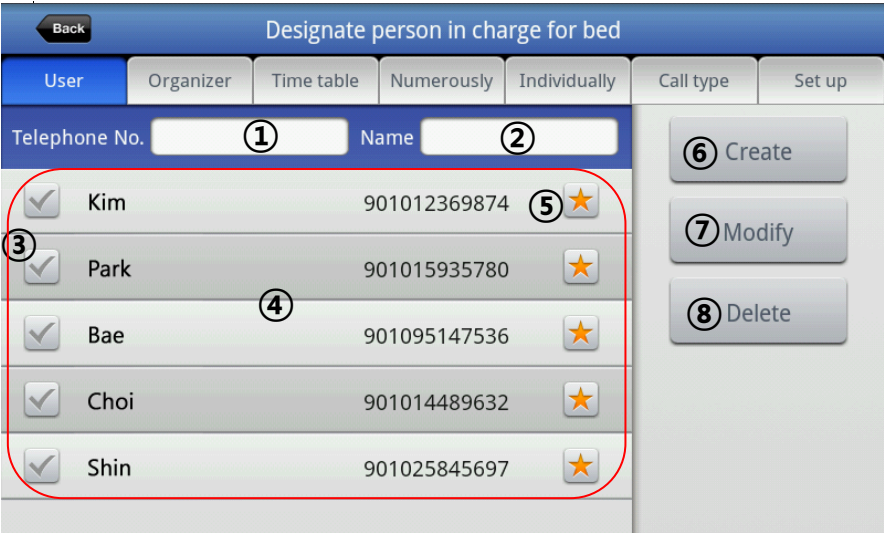 Back Designate person in charge for bed
User Organizer Time table Numerously Individually Call type Set up
Telephone No. ① Name ②
⑥ Create
Kim 901012369874 ⑤
③
⑦ Modify
Park 901015935780
④
⑧ Delete
Bae 901095147536
Choi 901014489632
Shin 901025845697